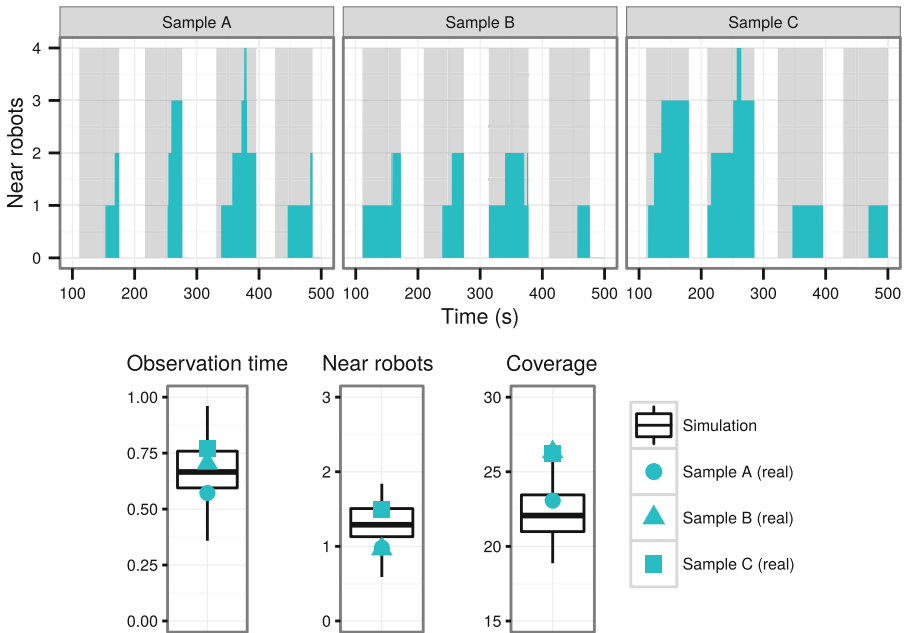 Sample A
Sample B
Sample C
Near robots
4
3
2
1
0
100 200 300 400 500
100 200 300 400 500
100 200 300 400 500
Time (s)
Observation time
1.00
0.75
0.50
0.25
0.00
Near robots
3
2
1
0
Coverage
30
25
20
15
Simulation
Sample A (real)
Sample B (real)
Sample C (real)